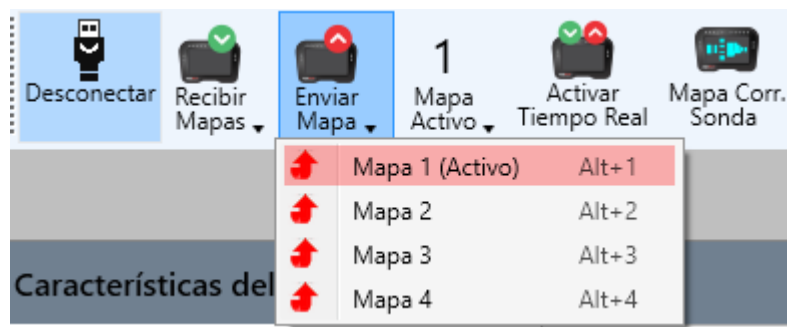 Desconectar
Recibir
Mapas
Enviar
Mapa
1
Mapa
Activo
Activar
Tiempo Real
Mapa Corr.
Sonda
Mapa 1 (Activo) Alt+1
Mapa 2 Alt+2
Mapa 3 Alt+3
Mapa 4 Alt+4
Características del